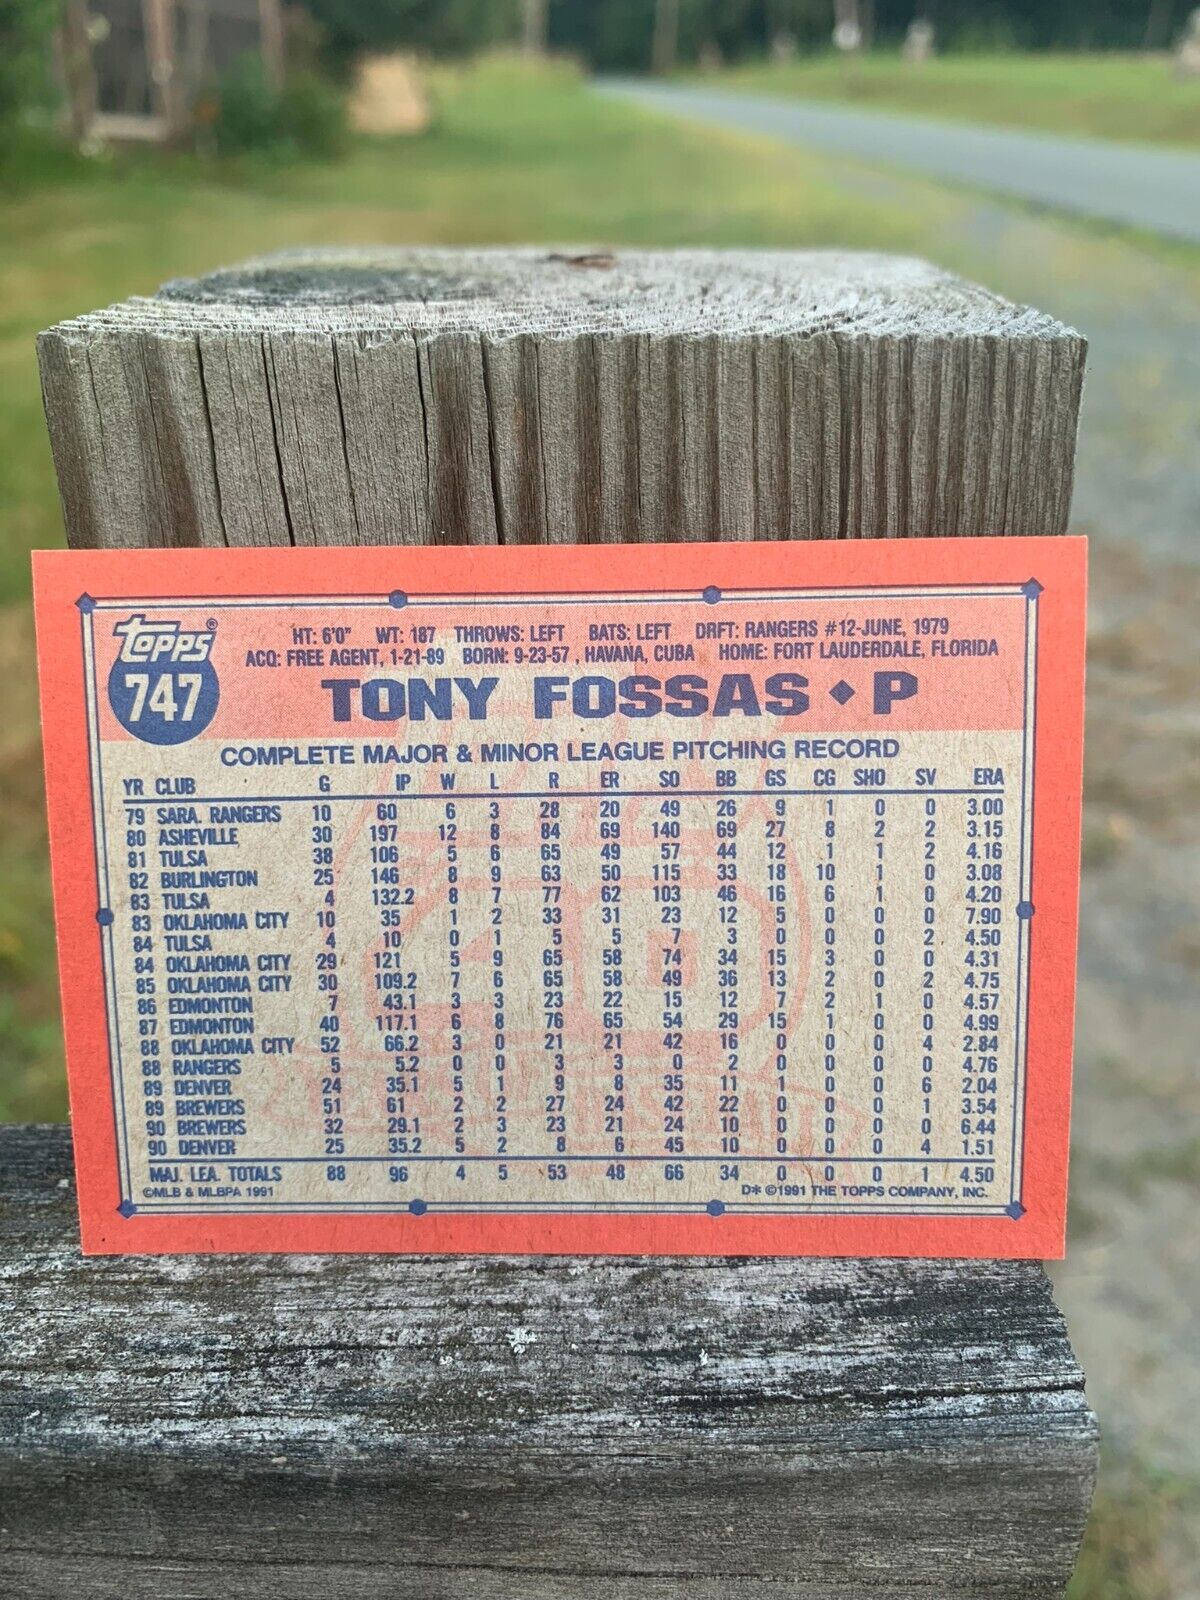 TOPPS®
747
HT: 6'0" WT: 187 THROWS: LEFT BATS: LEFT DRFT: RANGERS #12-JUNE, 1979
ACQ: FREE AGENT, 1-21-89 BORN: 9-23-57 , HAVANA, CUBA HOME: FORT LAUDERDALE, FLORIDA
TONY FOSSAS ♦ P
COMPLETE MAJOR & MINOR LEAGUE PITCHING RECORD
YR CLUB G IP W L R ER SO BB GS CG SHO SV ERA
79 SARA. RANGERS 10 60 6 3 28 20 49 26 9 1 0 0 3.00
80 ASHEVILLE 30 197 12 8 84 69 140 69 27 8 2 2 3.15
81 TULSA 38 106 5 6 65 49 57 44 12 1 1 2 4.16
82 BURLINGTON 25 146 8 9 63 50 115 33 18 10 1 0 3.08
83 TULSA 4 132.2 8 7 77 62 103 46 16 6 1 0 4.20
83 OKLAHOMA CITY 10 35 1 2 33 31 23 12 5 0 0 0 7.90
84 TULSA 4 10 0 1 5 5 7 3 0 0 0 2 4.50
84 OKLAHOMA CITY 29 121 5 9 65 58 74 34 15 3 0 0 4.31
85 OKLAHOMA CITY 30 109.2 7 6 65 58 49 36 13 2 0 2 4.75
86 EDMONTON 7 43.1 3 3 23 22 15 12 7 2 1 0 4.57
87 EDMONTON 40 117.1 6 8 76 65 54 29 15 1 0 0 4.99
88 OKLAHOMA CITY 52 66.2 3 0 21 21 42 16 0 0 0 4 2.84
88 RANGERS 5 5.2 0 0 3 3 0 2 0 0 0 0 4.76
89 DENVER 24 35.1 5 1 9 8 35 11 1 0 0 6 2.04
89 BREWERS 51 61 2 2 27 24 42 22 0 0 0 1 3.54
90 BREWERS 32 29.1 2 3 23 21 24 10 0 0 0 0 6.44
90 DENVER 25 35.2 5 2 8 6 45 10 0 0 0 4 1.51
MAJ. LEA. TOTALS 88 96 4 5 53 48 66 34 0 0 0 1 4.50
©MLB & MLBPA 1991 D* ©1991 THE TOPPS COMPANY, INC.